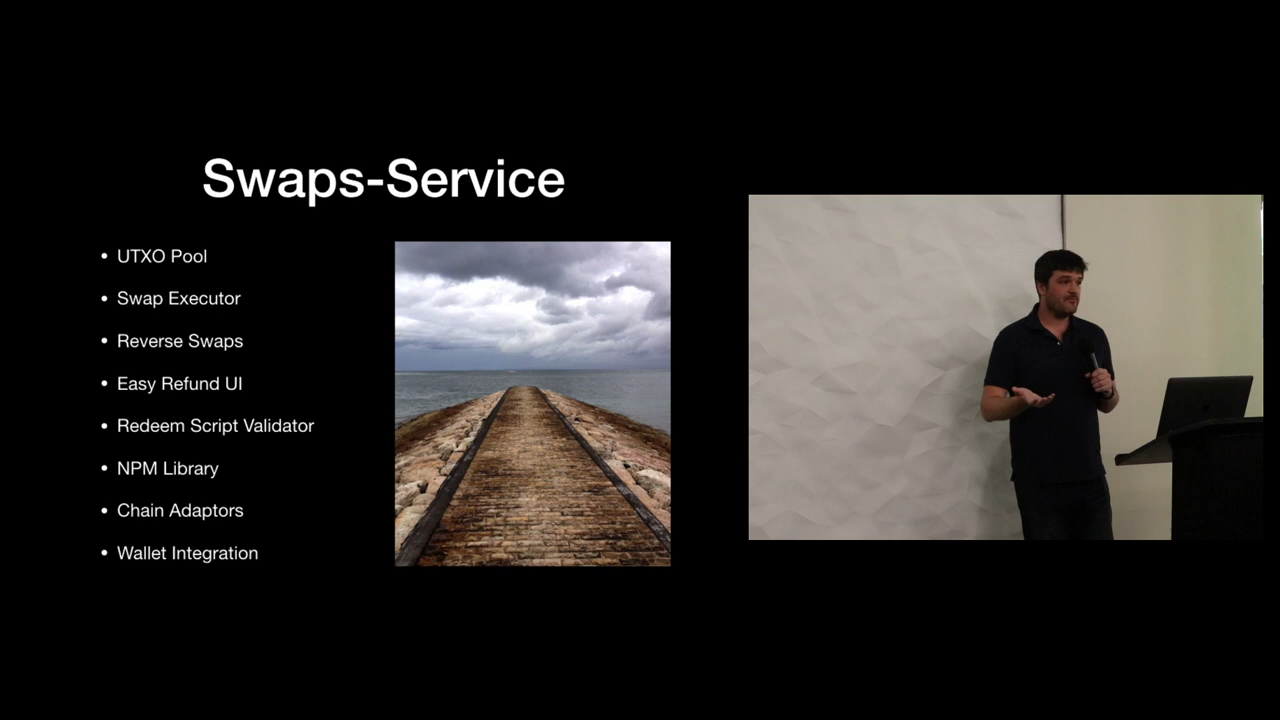 Swaps-Service
• UTXO Pool
• Swap Executor
• Reverse Swaps
• Easy Refund UI
• Redeem Script Validator
• NPM Library
• Chain Adaptors
• Wallet Integration